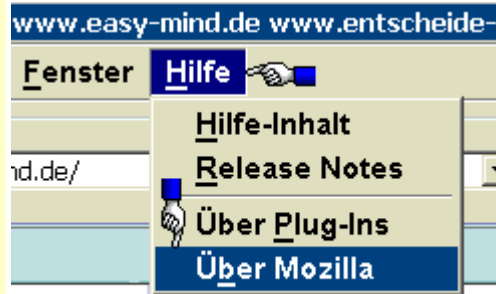 www.easy-mind.de www.entscheide-
Fenster Hilfe
Hilfe-Inhalt
nd.de/ Release Notes
Über Plug-Ins
Über Mozilla